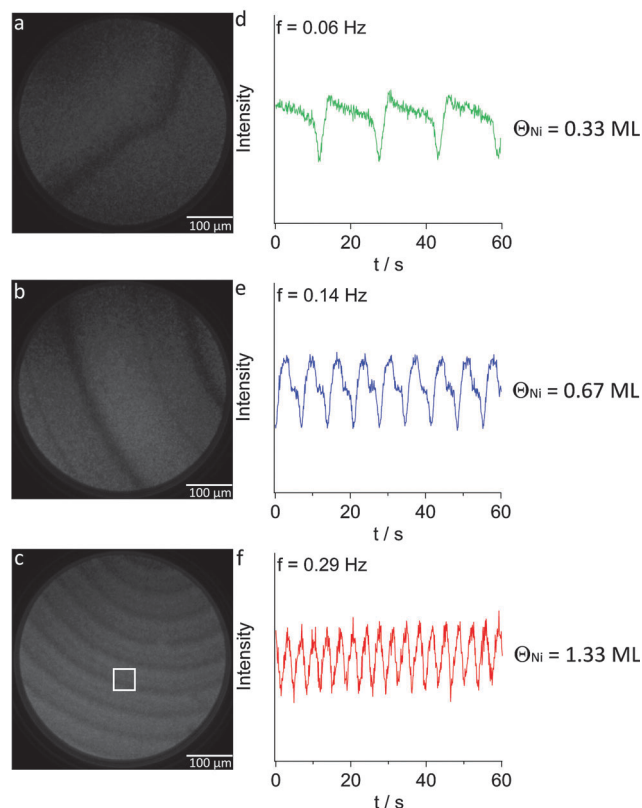 a
100 μm
d
f = 0.06 Hz
Intensity
0 20 40 60
t / s
ΘNi = 0.33 ML
b
100 μm
e
f = 0.14 Hz
Intensity
0 20 40 60
t / s
ΘNi = 0.67 ML
c
100 μm
f
f = 0.29 Hz
Intensity
0 20 40 60
t / s
ΘNi = 1.33 ML